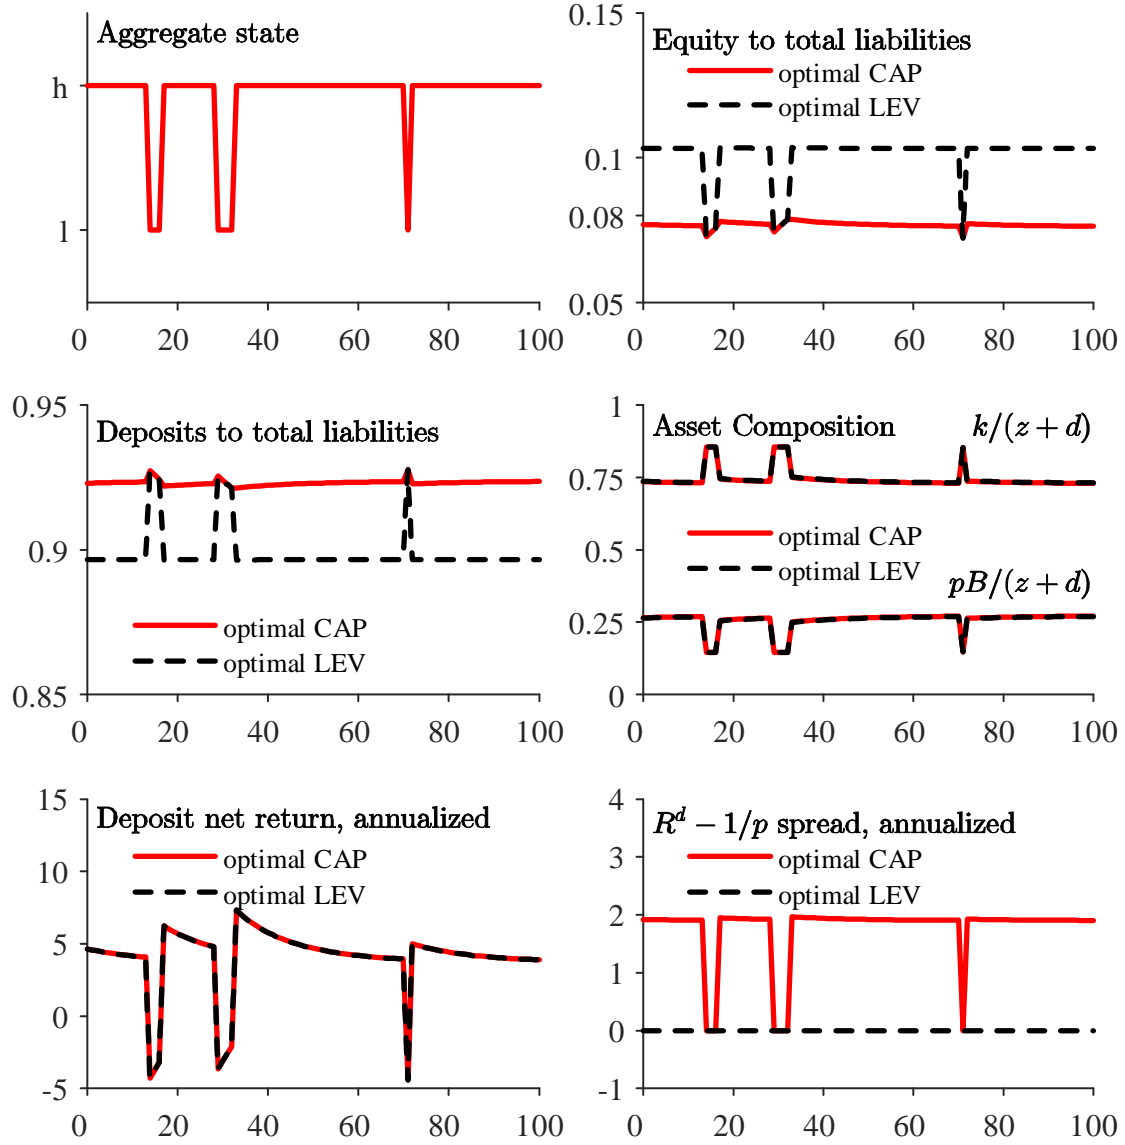 Aggregate state
h
l
0 20 40 60 80 100
Equity to total liabilities
optimal CAP
optimal LEV
0.15
0.1
0.08
0.05
0 20 40 60 80 100
Deposits to total liabilities
0.95
0.9
0.85
optimal CAP
optimal LEV
0 20 40 60 80 100
Asset Composition
k/(z + d)
1
0.75
0.5
0.25
0
optimal CAP
optimal LEV
pB/(z + d)
0 20 40 60 80 100
Deposit net return, annualized
optimal CAP
optimal LEV
15
10
5
0
-5
0 20 40 60 80 100
R^d − 1/p spread, annualized
optimal CAP
optimal LEV
4
3
2
1
0
-1
0 20 40 60 80 100